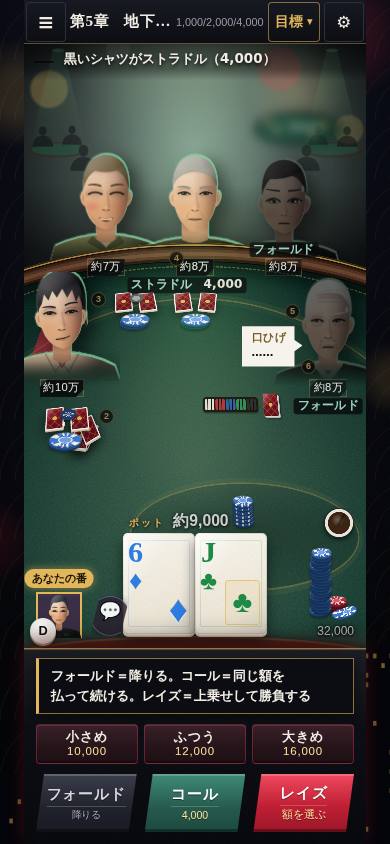 第5章 地下… 1,000/2,000/4,000 目標 ▾
黒いシャツがストラドル（4,000）
フォールド
約7万
4 約8万
約8万
ストラドル 4,000
3
5
口ひげ
……
6
約10万
約8万
フォールド
2
ポット 約9,000
あなたの番
6
J
D
32,000
フォールド=降りる。コール=同じ額を
払って続ける。レイズ=上乗せして勝負する
小さめ ふつう 大きめ
10,000 12,000 16,000
フォールド コール レイズ
降りる 4,000 額を選ぶ